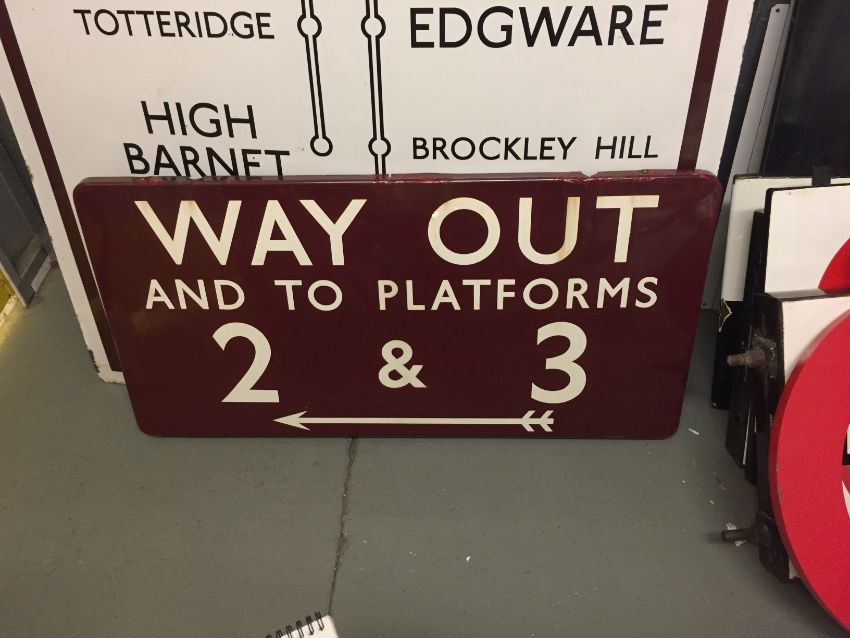 TOTTERIDGE
EDGWARE
HIGH
BARNET
BROCKLEY HILL
WAY OUT
AND TO PLATFORMS
2 & 3